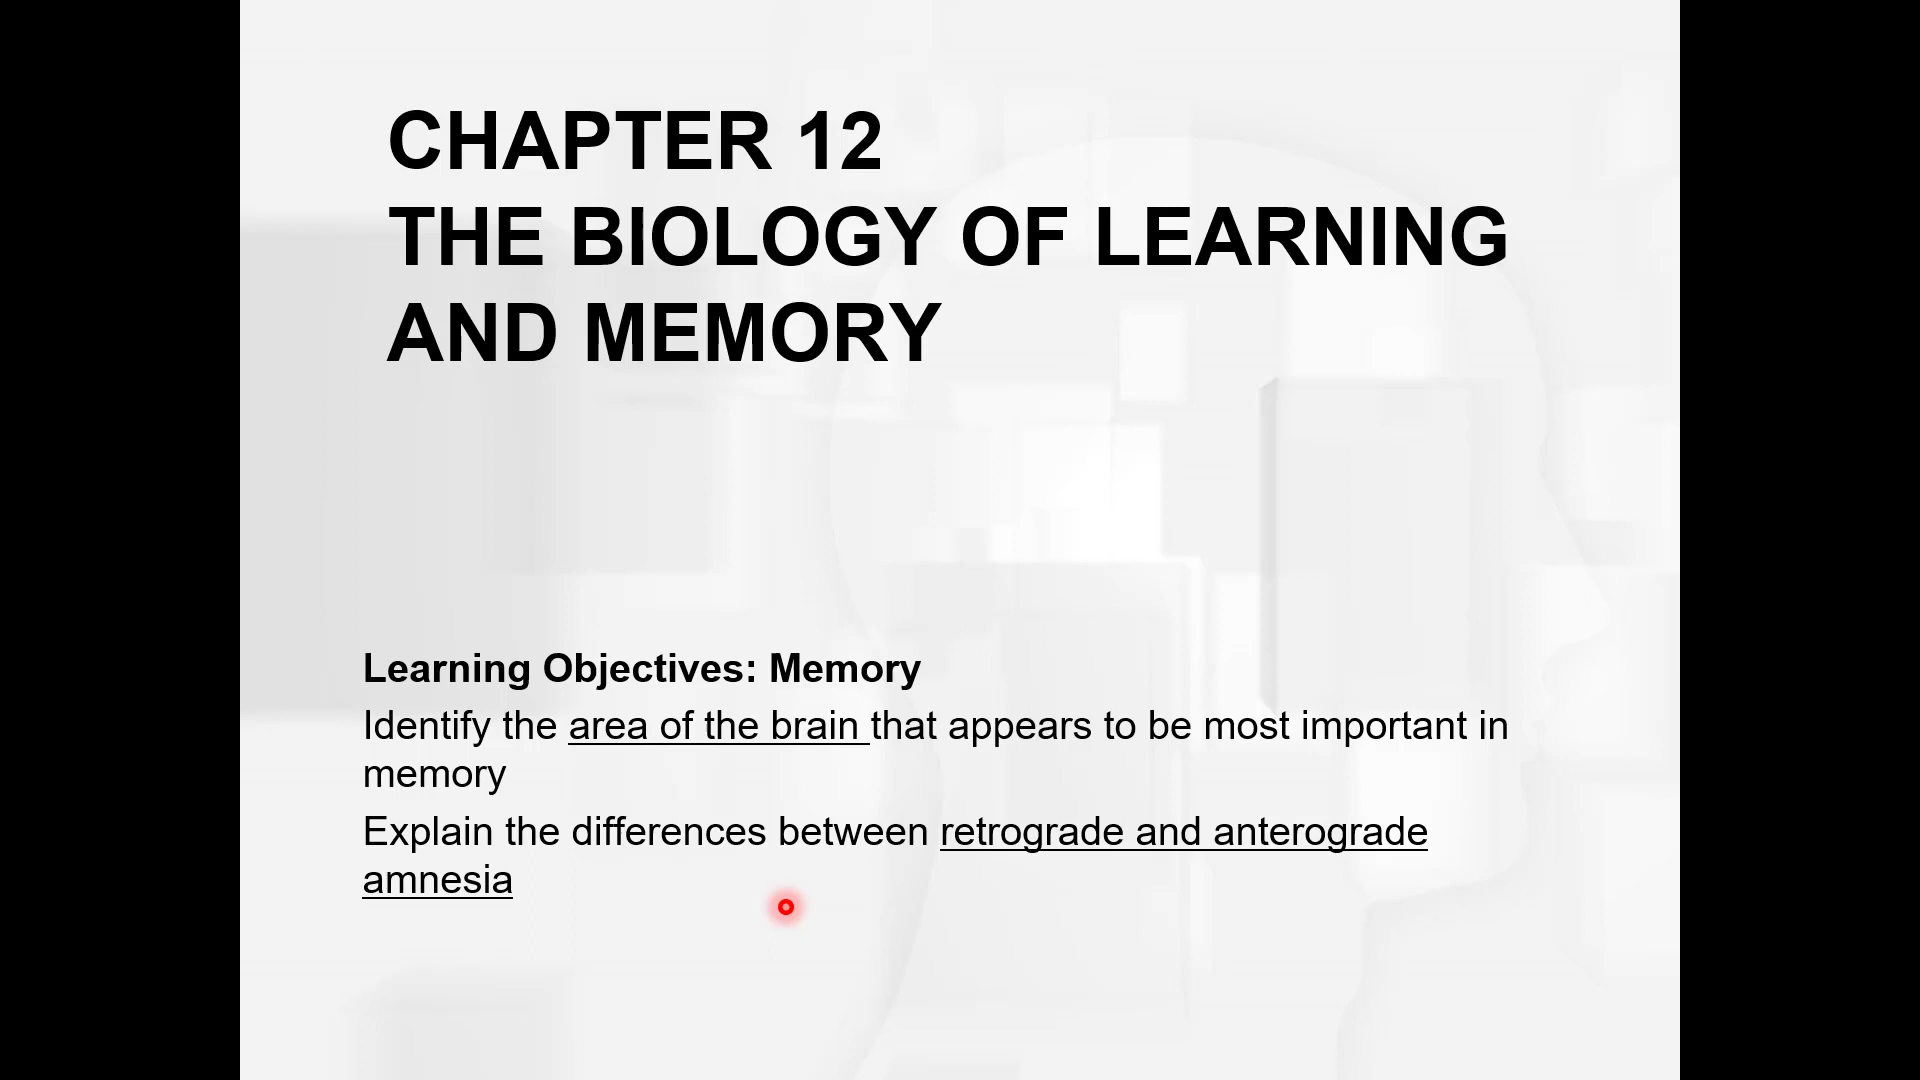 CHAPTER 12
THE BIOLOGY OF LEARNING
AND MEMORY
Learning Objectives: Memory
Identify the area of the brain that appears to be most important in
memory
Explain the differences between retrograde and anterograde
amnesia